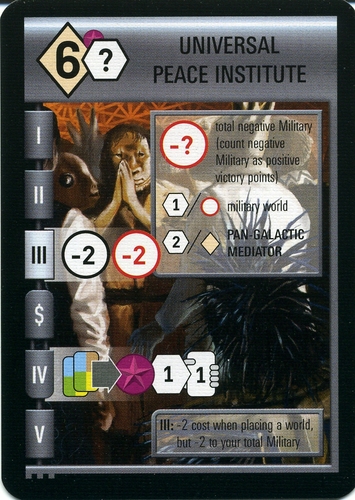 6
?
UNIVERSAL
PEACE INSTITUTE
I
II
III
$
IV
V
-?
total negative Military
(count negative
Military as positive
victory points)
1 / military world
2 / PAN-GALACTIC
MEDIATOR
-2 -2
1 1
III: -2 cost when placing a world,
but -2 to your total Military